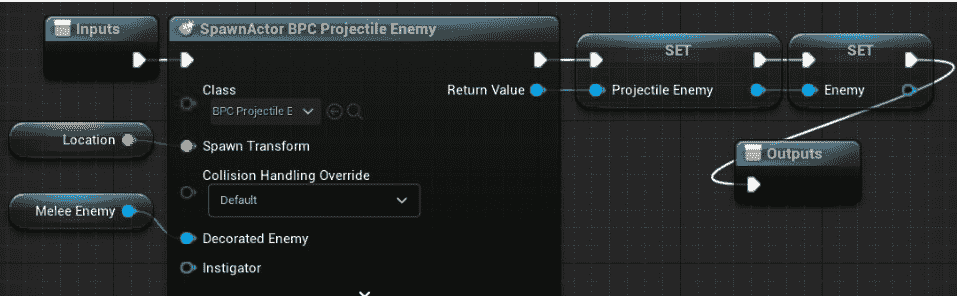 Inputs
SpawnActor BPC Projectile Enemy
SET
SET
Class
Return Value
Projectile Enemy
Enemy
BPC Projectile E
Location
Spawn Transform
Outputs
Collision Handling Override
Default
Melee Enemy
Decorated Enemy
Instigator